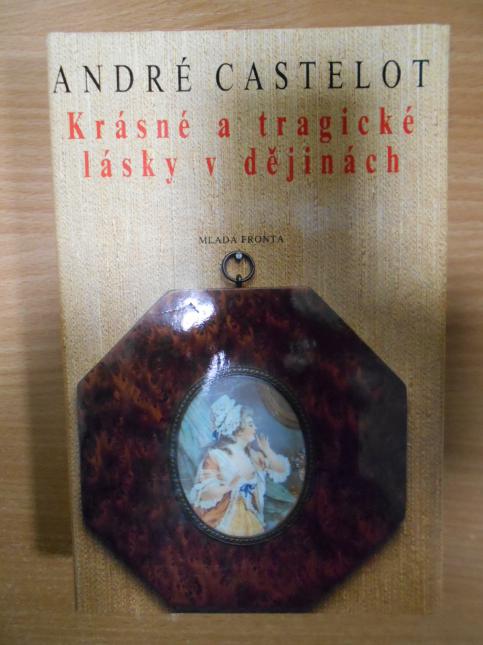 ANDRÉ CASTELOT
Krásné a tragické
lásky v dějinách
MLADÁ FRONTA